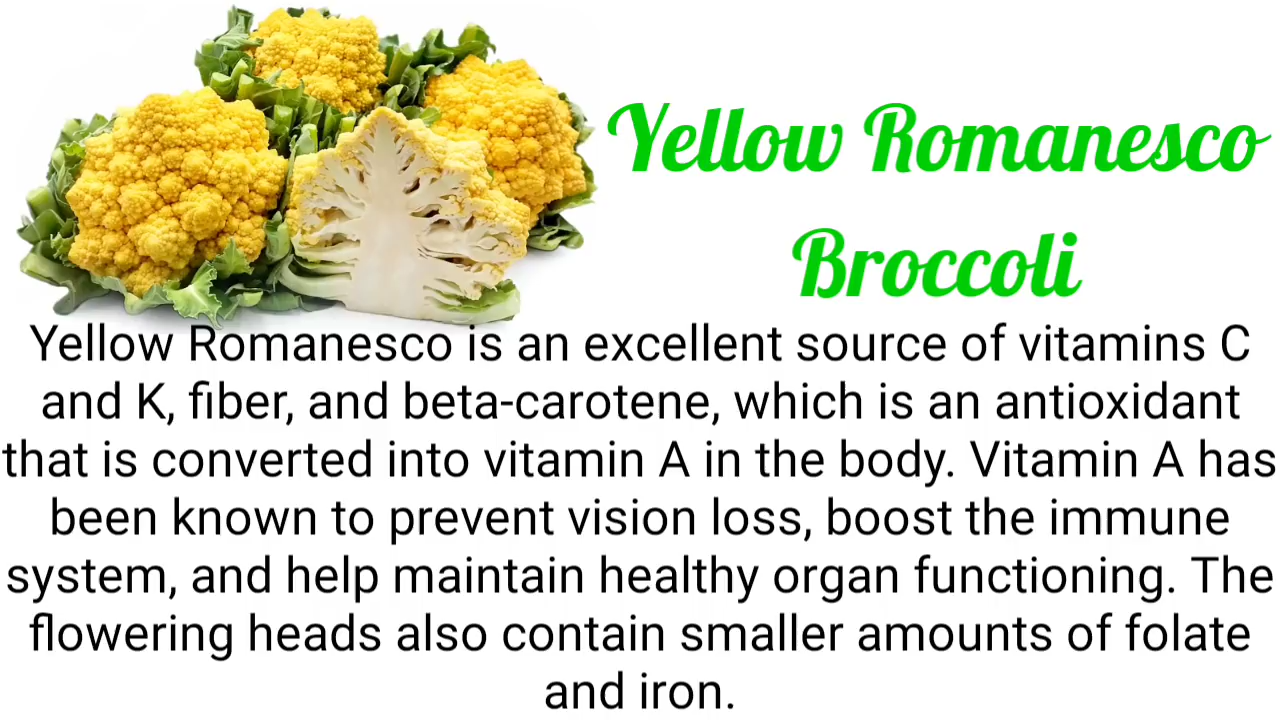 Yellow Romanesco
Broccoli
Yellow Romanesco is an excellent source of vitamins C
and K, fiber, and beta-carotene, which is an antioxidant
that is converted into vitamin A in the body. Vitamin A has
been known to prevent vision loss, boost the immune
system, and help maintain healthy organ functioning. The
flowering heads also contain smaller amounts of folate
and iron.